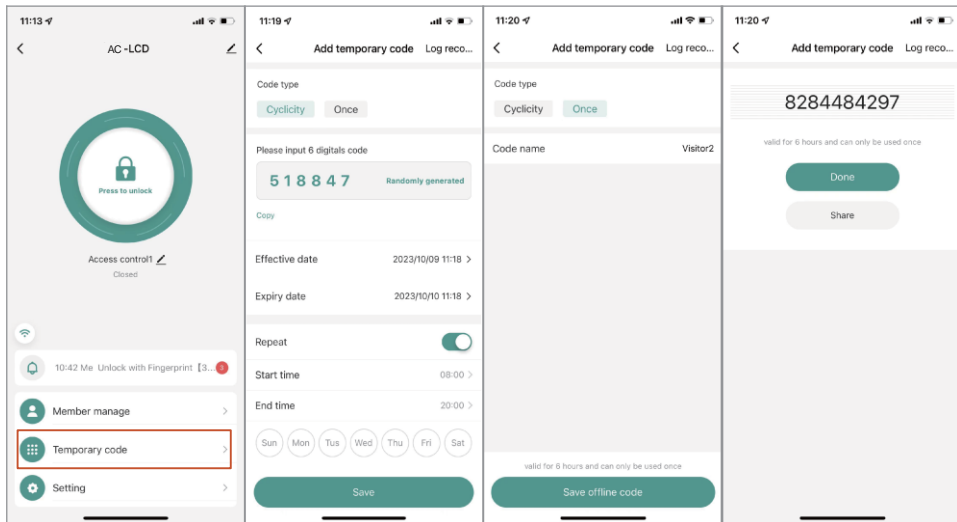 11:13
AC -LCD
Press to unlock
Access control1
Closed
10:42 Me Unlock with Fingerprint【3... 3
Member manage
Temporary code
Setting
11:19
Add temporary code Log reco...
Code type
Cyclicity Once
Please input 6 digitals code
518847 Randomly generated
Copy
Effective date 2023/10/09 11:18
Expiry date 2023/10/10 11:18
Repeat
Start time 08:00
End time 20:00
Sun Mon Tus Wed Thu Fri Sat
Save
11:20
Add temporary code Log reco...
Code type
Cyclicity Once
Code name Visitor2
valid for 6 hours and can only be used once
Save offline code
11:20
Add temporary code Log reco...
8284484297
valid for 6 hours and can only be used once
Done
Share